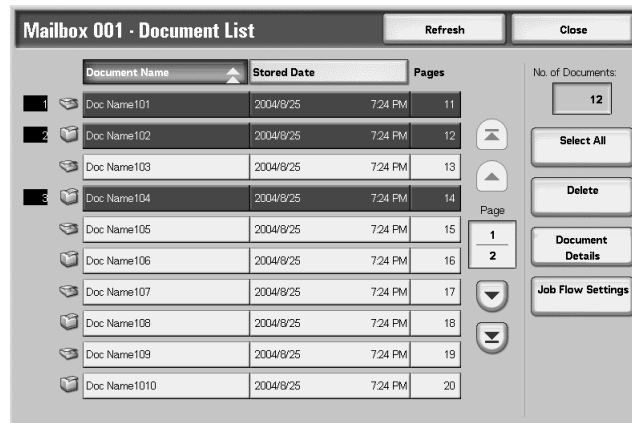 Mailbox 001 - Document List
Refresh
Close
Document Name
Stored Date
Pages
No. of Documents:
12
1 Doc Name101 2004/8/25 7:24 PM 11
2 Doc Name102 2004/8/25 7:24 PM 12
Doc Name103 2004/8/25 7:24 PM 13
3 Doc Name104 2004/8/25 7:24 PM 14
Doc Name105 2004/8/25 7:24 PM 15
Doc Name106 2004/8/25 7:24 PM 16
Doc Name107 2004/8/25 7:24 PM 17
Doc Name108 2004/8/25 7:24 PM 18
Doc Name109 2004/8/25 7:24 PM 19
Doc Name1010 2004/8/25 7:24 PM 20
Page
1
2
Select All
Delete
Document
Details
Job Flow Settings